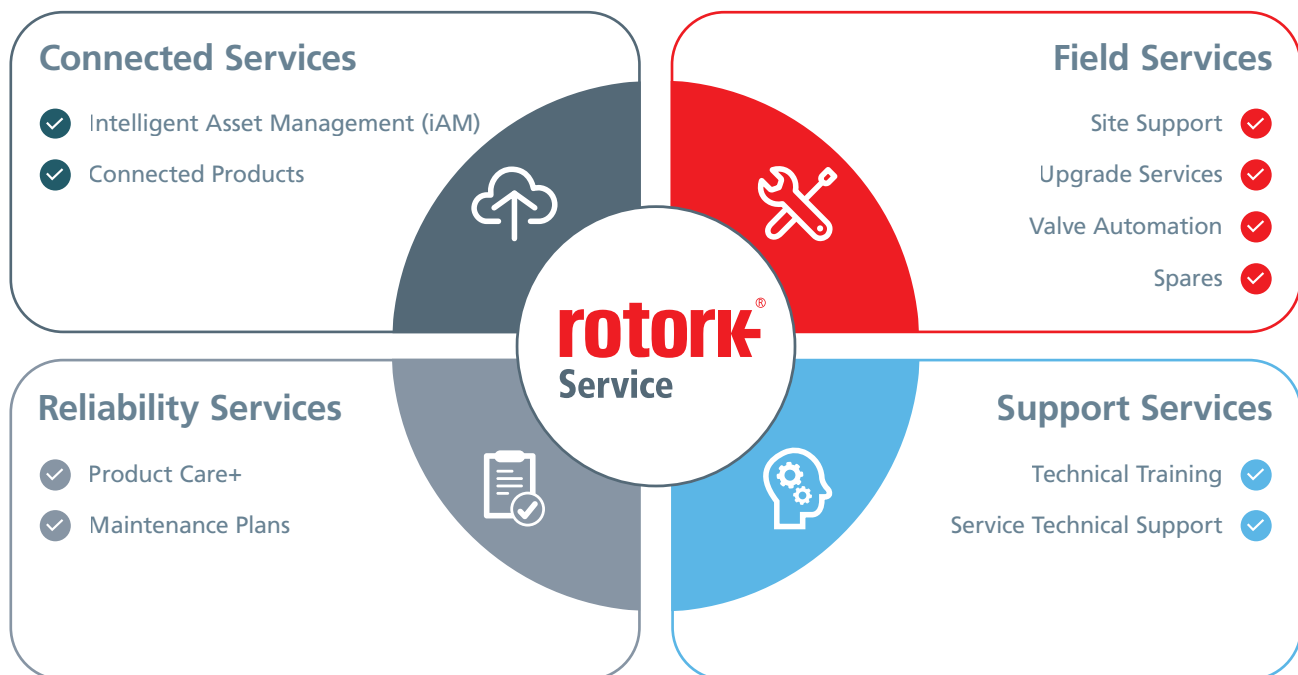 Connected Services
Intelligent Asset Management (iAM)
Connected Products
Field Services
Site Support
Upgrade Services
Valve Automation
Spares
rotork®
Service
Reliability Services
Product Care+
Maintenance Plans
Support Services
Technical Training
Service Technical Support